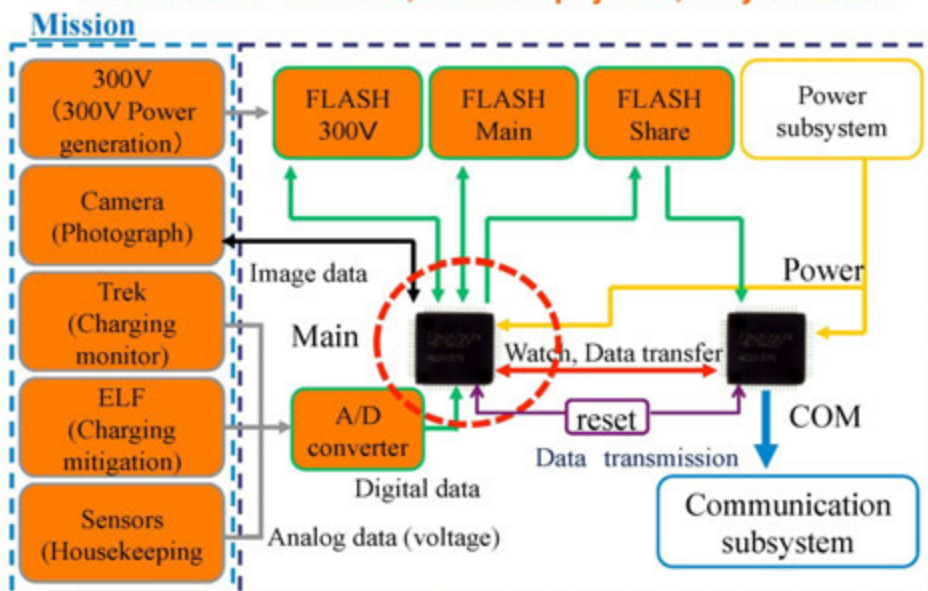 Mission
300V
(300V Power
generation)
Camera
(Photograph)
Trek
(Charging
monitor)
ELF
(Charging
mitigation)
Sensors
(Housekeeping
FLASH
300V
FLASH
Main
FLASH
Share
Power
subsystem
Image data
Main
Power
Watch, Data transfer
A/D
converter
reset
COM
Data transmission
Digital data
Analog data (voltage)
Communication
subsystem